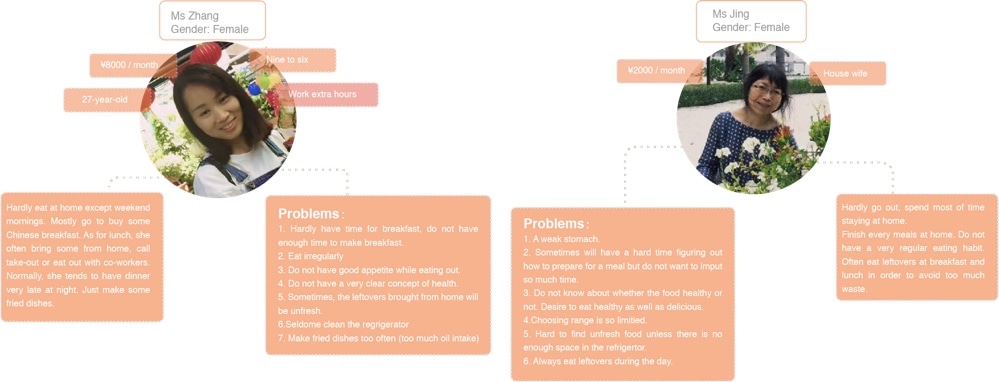 Ms Zhang
Gender: Female
¥8000 / month
Nine to six
27-year-old
Work extra hours
Hardly eat at home except weekend
mornings. Mostly go to buy some
Chinese breakfast. As for lunch, she
often bring some from home, call
take-out or eat out with co-workers.
Normally, she tends to have dinner
very late at night. Just make some
fried dishes.
Problems:
1. Hardly have time for breakfast, do not have
enough time to make breakfast.
2. Eat irregularly
3. Do not have good appetite while eating out.
4. Do not have a very clear concept of health.
5. Sometimes, the leftovers brought from home will
be unfresh.
6.Seldome clean the regrigerator
7. Make fried dishes too often (too much oil intake)
Ms Jing
Gender: Female
¥2000 / month
House wife
Problems:
1. A weak stomach.
2. Sometimes will have a hard time figuring out
how to prepare for a meal but do not want to imput
so much time.
3. Do not know about whether the food healthy or
not. Desire to eat healthy as well as delicious.
4.Choosing range is so limitied.
5. Hard to find unfresh food unless there is no
enough space in the refrigertor.
6. Always eat leftovers during the day.
Hardly go out, spend most of time
staying at home.
Finish every meals at home. Do not
have a very regular eating habit.
Often eat leftovers at breakfast and
lunch in order to avoid too much
waste.